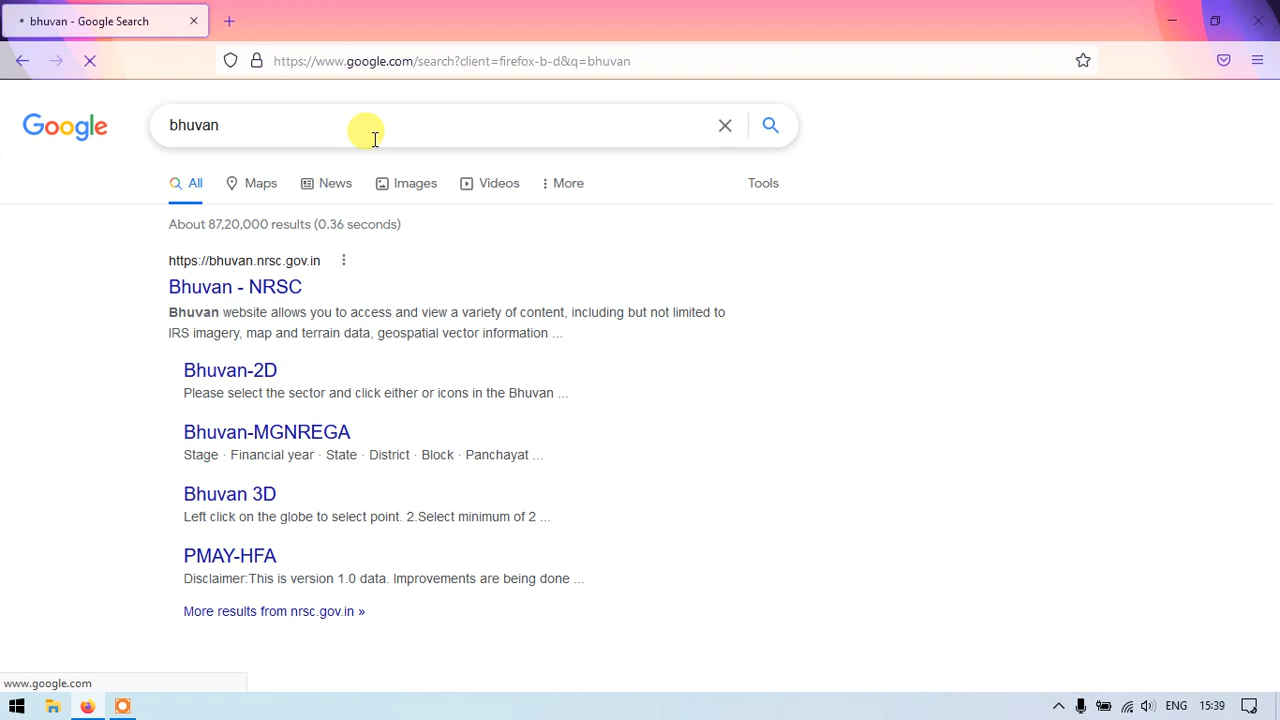 bhuvan - Google Search
https://www.google.com/search?client=firefox-b-d&q=bhuvan
Google
bhuvan
All
Maps
News
Images
Videos
More
Tools
About 87,20,000 results (0.36 seconds)
https://bhuvan.nrsc.gov.in
Bhuvan - NRSC
Bhuvan website allows you to access and view a variety of content, including but not limited to
IRS imagery, map and terrain data, geospatial vector information ...
Bhuvan-2D
Please select the sector and click either or icons in the Bhuvan ...
Bhuvan-MGNREGA
Stage · Financial year · State · District · Block · Panchayat ...
Bhuvan 3D
Left click on the globe to select point. 2.Select minimum of 2 ...
PMAY-HFA
Disclaimer:This is version 1.0 data. Improvements are being done ...
More results from nrsc.gov.in »
www.google.com
ENG
15:39